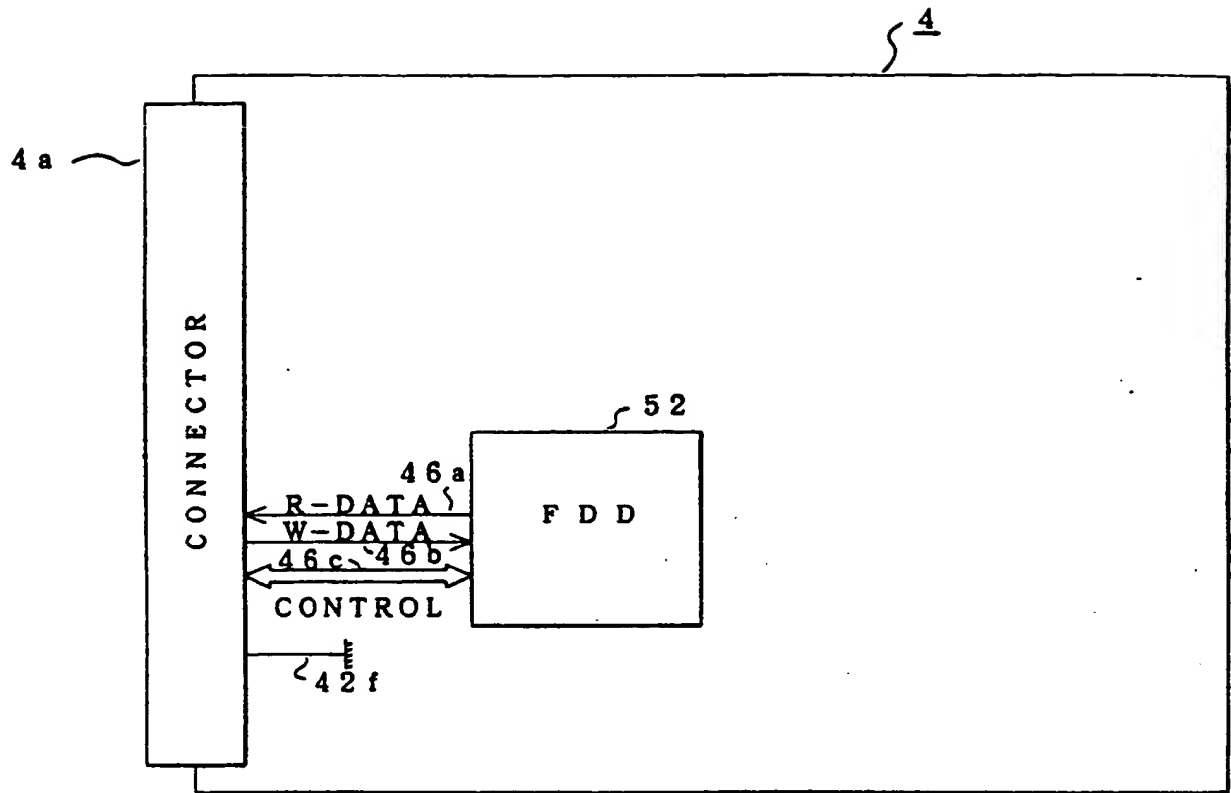 4
4a
CONNECTOR
52
46a
R-DATA
FDD
W-DATA
46b
46c
CONTROL
42f